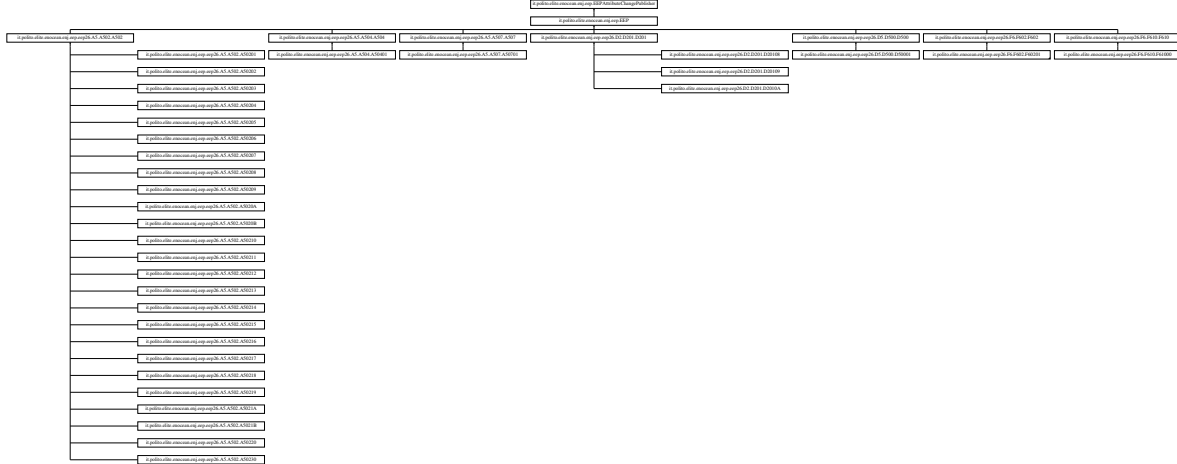 it.polito.elite.enocean.enj.eep.EEPAttributeChangePublisher
it.polito.elite.enocean.enj.eep.EEP
it.polito.elite.enocean.enj.eep.eep26.A5.A502.A502
it.polito.elite.enocean.enj.eep.eep26.A5.A504.A504
it.polito.elite.enocean.enj.eep.eep26.A5.A507.A507
it.polito.elite.enocean.enj.eep.eep26.D2.D201.D201
it.polito.elite.enocean.enj.eep.eep26.D5.D500.D500
it.polito.elite.enocean.enj.eep.eep26.F6.F602.F602
it.polito.elite.enocean.enj.eep.eep26.F6.F610.F610
it.polito.elite.enocean.enj.eep.eep26.A5.A502.A50201
it.polito.elite.enocean.enj.eep.eep26.A5.A504.A50401
it.polito.elite.enocean.enj.eep.eep26.A5.A507.A50701
it.polito.elite.enocean.enj.eep.eep26.D2.D201.D20108
it.polito.elite.enocean.enj.eep.eep26.D5.D500.D50001
it.polito.elite.enocean.enj.eep.eep26.F6.F602.F60201
it.polito.elite.enocean.enj.eep.eep26.F6.F610.F61000
it.polito.elite.enocean.enj.eep.eep26.A5.A502.A50202
it.polito.elite.enocean.enj.eep.eep26.D2.D201.D20109
it.polito.elite.enocean.enj.eep.eep26.A5.A502.A50203
it.polito.elite.enocean.enj.eep.eep26.D2.D201.D2010A
it.polito.elite.enocean.enj.eep.eep26.A5.A502.A50204
it.polito.elite.enocean.enj.eep.eep26.A5.A502.A50205
it.polito.elite.enocean.enj.eep.eep26.A5.A502.A50206
it.polito.elite.enocean.enj.eep.eep26.A5.A502.A50207
it.polito.elite.enocean.enj.eep.eep26.A5.A502.A50208
it.polito.elite.enocean.enj.eep.eep26.A5.A502.A50209
it.polito.elite.enocean.enj.eep.eep26.A5.A502.A5020A
it.polito.elite.enocean.enj.eep.eep26.A5.A502.A5020B
it.polito.elite.enocean.enj.eep.eep26.A5.A502.A50210
it.polito.elite.enocean.enj.eep.eep26.A5.A502.A50211
it.polito.elite.enocean.enj.eep.eep26.A5.A502.A50212
it.polito.elite.enocean.enj.eep.eep26.A5.A502.A50213
it.polito.elite.enocean.enj.eep.eep26.A5.A502.A50214
it.polito.elite.enocean.enj.eep.eep26.A5.A502.A50215
it.polito.elite.enocean.enj.eep.eep26.A5.A502.A50216
it.polito.elite.enocean.enj.eep.eep26.A5.A502.A50217
it.polito.elite.enocean.enj.eep.eep26.A5.A502.A50218
it.polito.elite.enocean.enj.eep.eep26.A5.A502.A50219
it.polito.elite.enocean.enj.eep.eep26.A5.A502.A5021A
it.polito.elite.enocean.enj.eep.eep26.A5.A502.A5021B
it.polito.elite.enocean.enj.eep.eep26.A5.A502.A50220
it.polito.elite.enocean.enj.eep.eep26.A5.A502.A50230